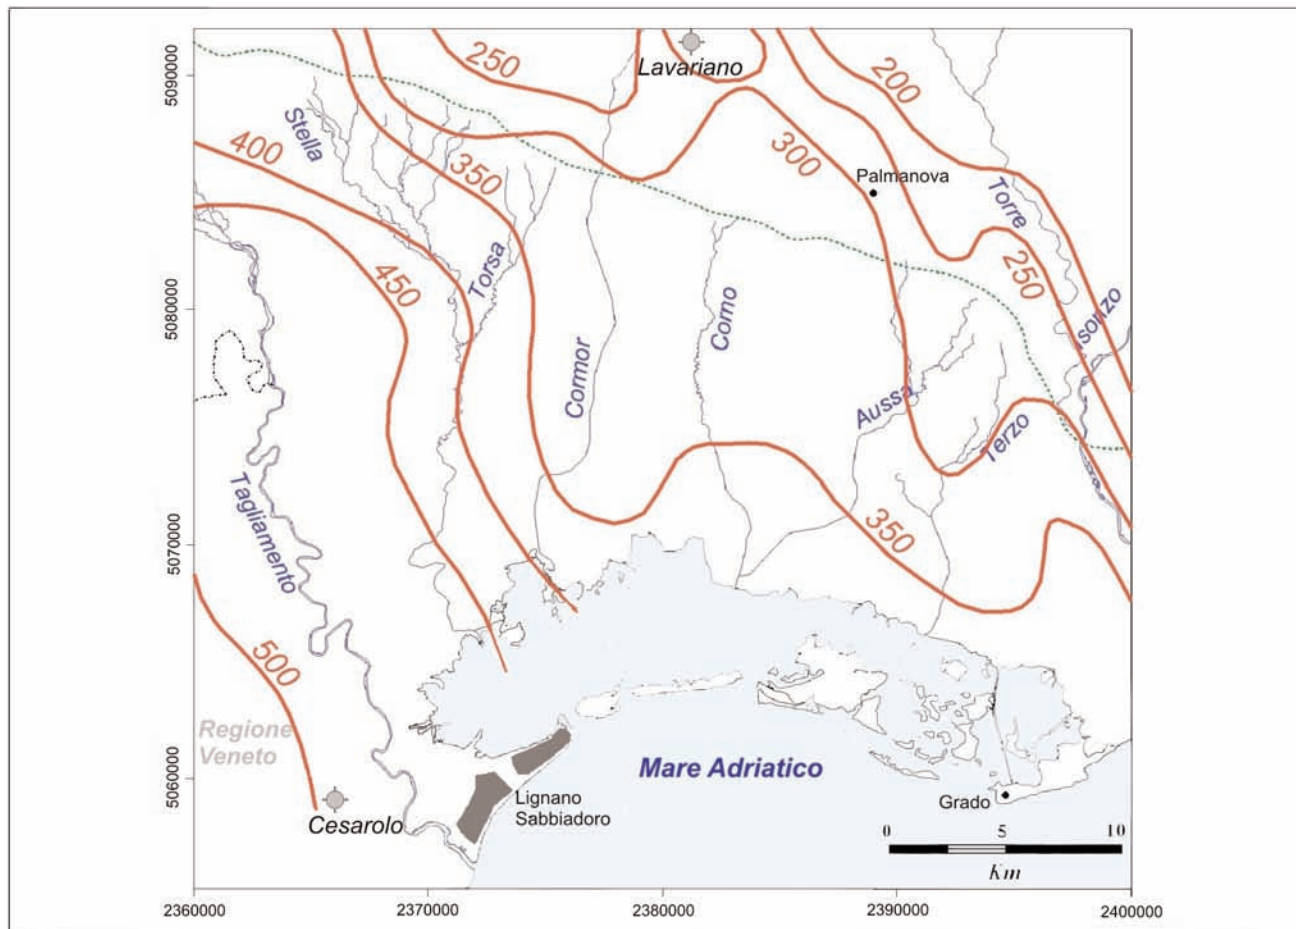 5090000
5080000
5070000
5060000
2360000
2370000
2380000
2390000
2400000
250
Lavariano
200
Stella
400
350
300
Palmanova
Torre
450
Torsa
Corno
250
sonzo
Cormor
Aussa
Terzo
Tagliamento
350
500
Regione
Veneto
Mare Adriatico
Lignano
Sabbiadoro
Cesarolo
Grado
0
5
10
Km